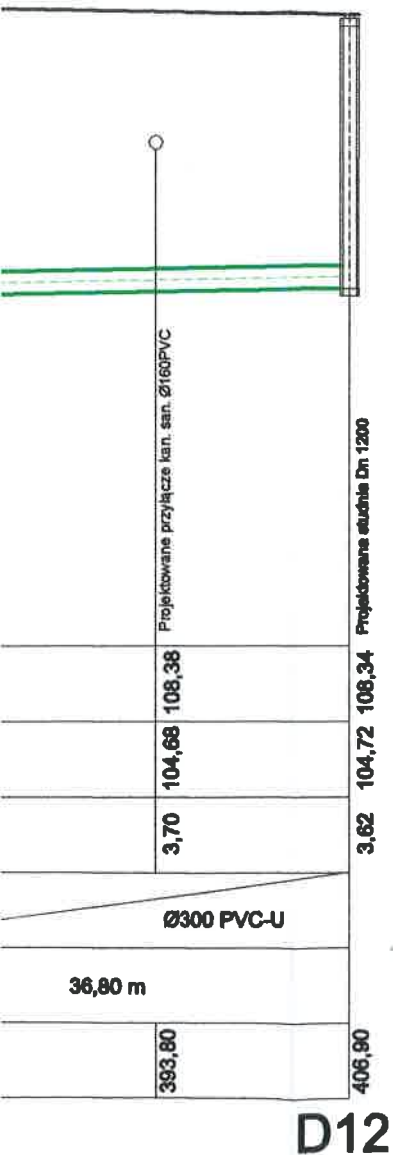 Projektowane przyłącze kan. san. Ø160PVC
Projektowana studnia Dn 1200
108,38
108,34
104,68
104,72
3,70
3,62
Ø300 PVC-U
36,80 m
393,80
406,90
D12